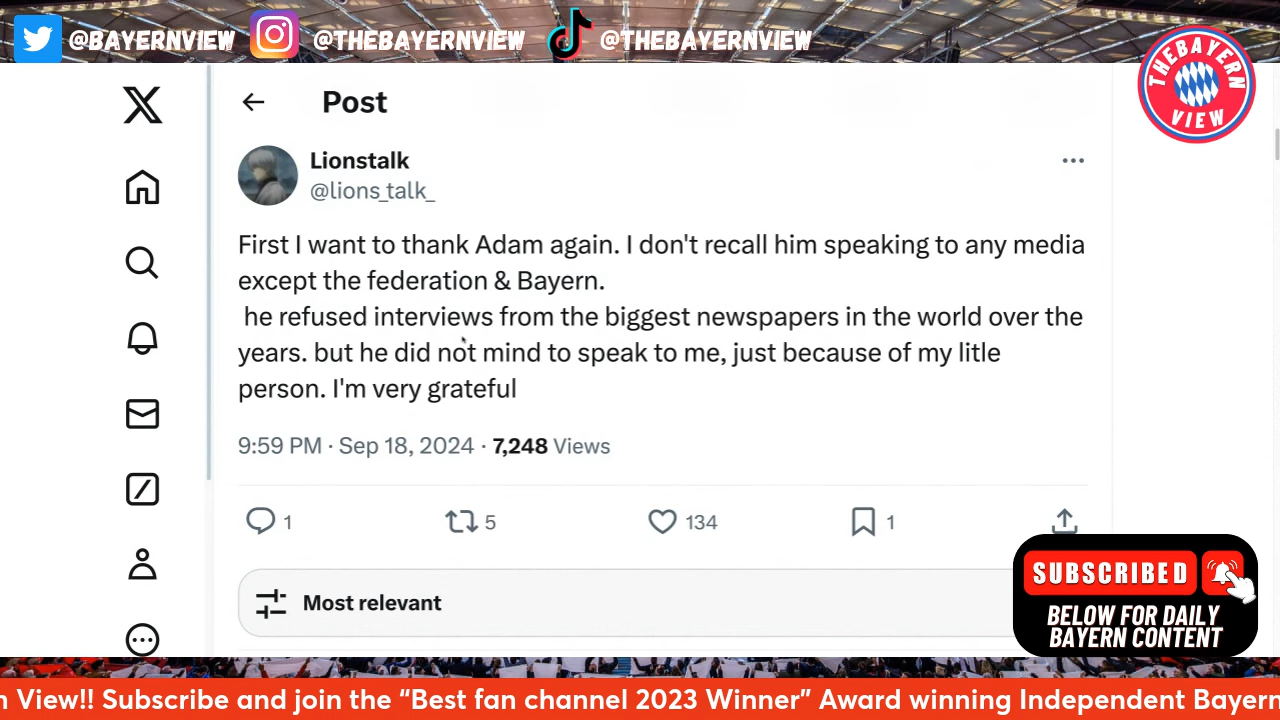 @BAYERNVIEW @THEBAYERNVIEW @THEBAYERNVIEW
THEBAYERN
VIEW
Post
Lionstalk
@lions_talk_
First I want to thank Adam again. I don't recall him speaking to any media
except the federation & Bayern.
he refused interviews from the biggest newspapers in the world over the
years. but he did not mind to speak to me, just because of my litle
person. I'm very grateful
9:59 PM · Sep 18, 2024 · 7,248 Views
1 5 134 1
Most relevant
SUBSCRIBED
BELOW FOR DAILY
BAYERN CONTENT
n View!! Subscribe and join the “Best fan channel 2023 Winner” Award winning Independent Bayern